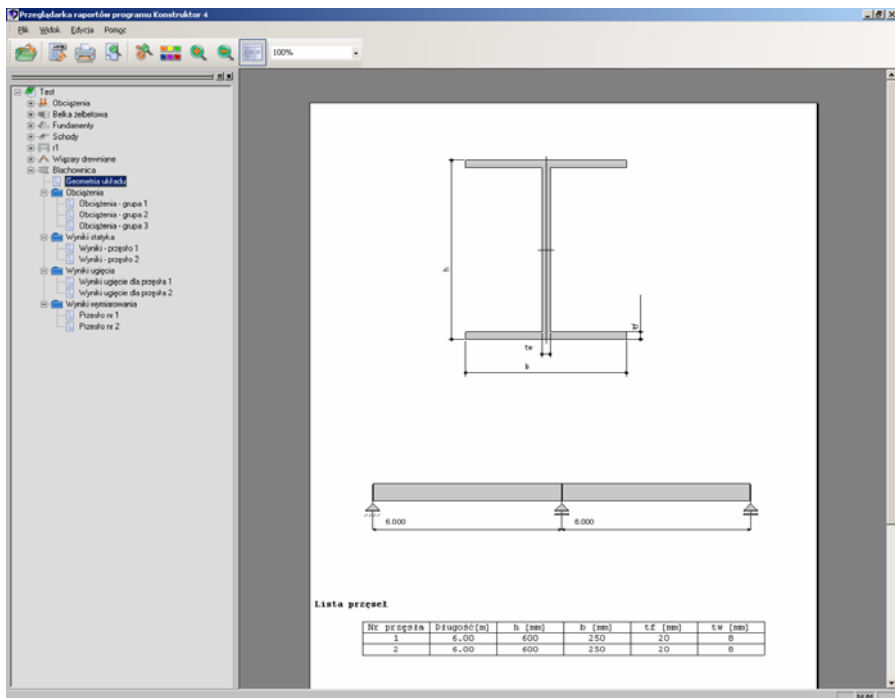 Przeglądarka raportów programu Konstruktor 4
Plik Widok Edycja Pomoc
100%
Test
Obciążenia
Belka żelbetowa
Fundamenty
Schody
r1
Wiązary drewniane
Blachownica
Geometria układu
Obciążenia
Obciążenia - grupa 1
Obciążenia - grupa 2
Obciążenia - grupa 3
Wyniki statyka
Wyniki - przęsło 1
Wyniki - przęsło 2
Wyniki ugięcia
Wyniki ugięcie dla przęsła 1
Wyniki ugięcie dla przęsła 2
Wyniki wymiarowania
Przesło nr 1
Przesło nr 2
h
tf
tw
b
6.000 6.000
Lista przęseł
Nr przęsła Długość[m] h [mm] b [mm] tf [mm] tw [mm]
1 6.00 600 250 20 8
2 6.00 600 250 20 8